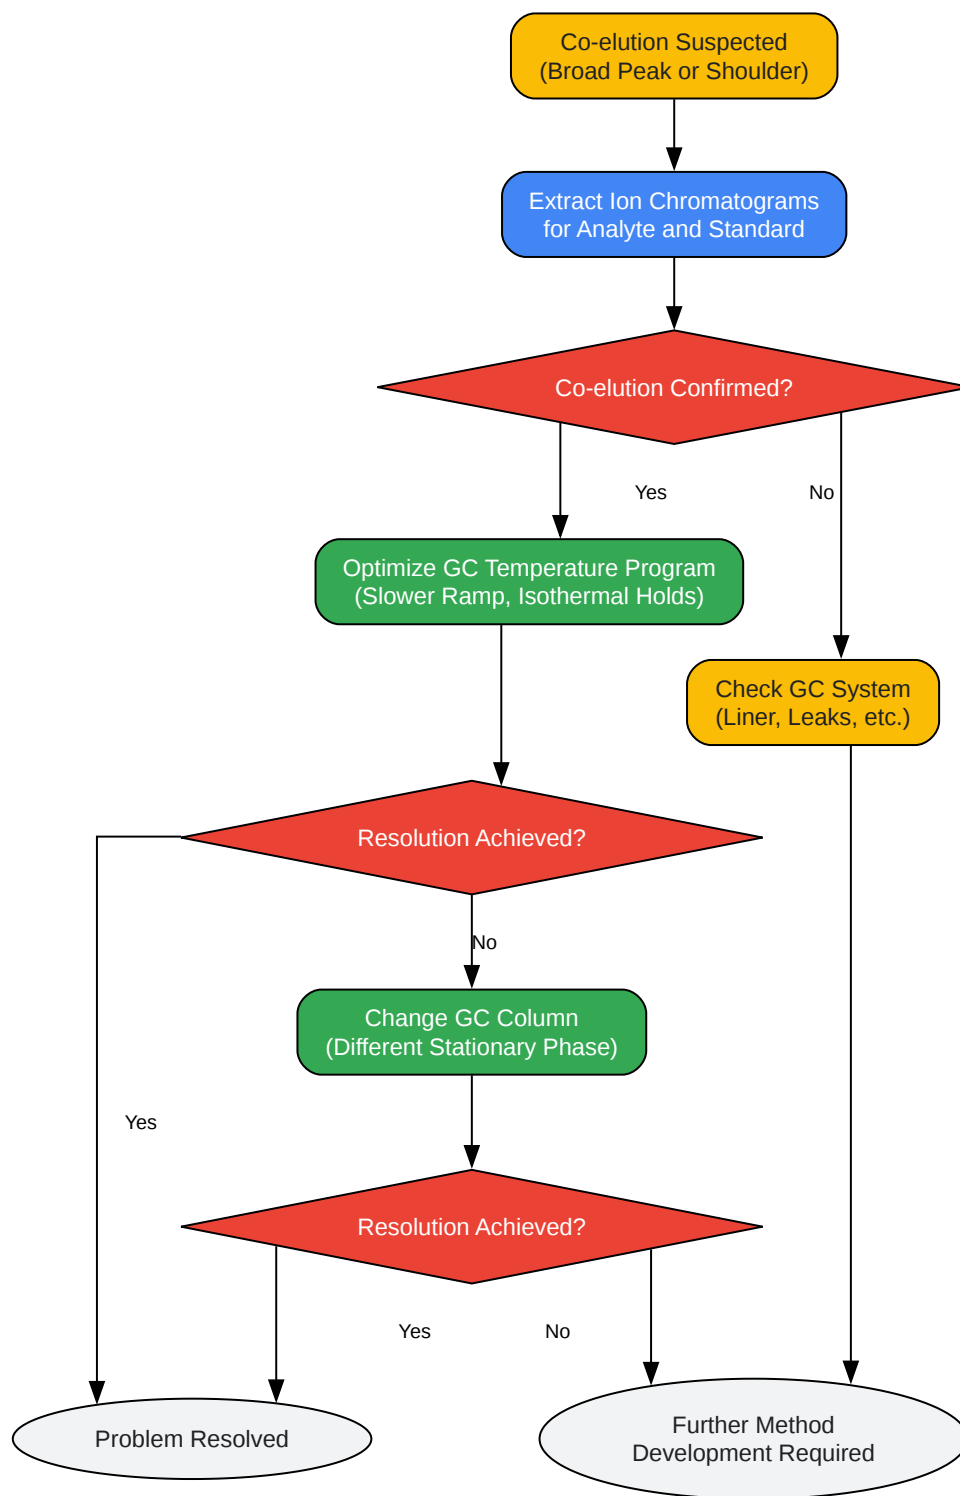 Co-elution Suspected
(Broad Peak or Shoulder)
Extract Ion Chromatograms
for Analyte and Standard
Co-elution Confirmed?
Yes
No
Optimize GC Temperature Program
(Slower Ramp, Isothermal Holds)
Check GC System
(Liner, Leaks, etc.)
Resolution Achieved?
No
Change GC Column
(Different Stationary Phase)
Yes
Resolution Achieved?
Yes
No
Problem Resolved
Further Method
Development Required